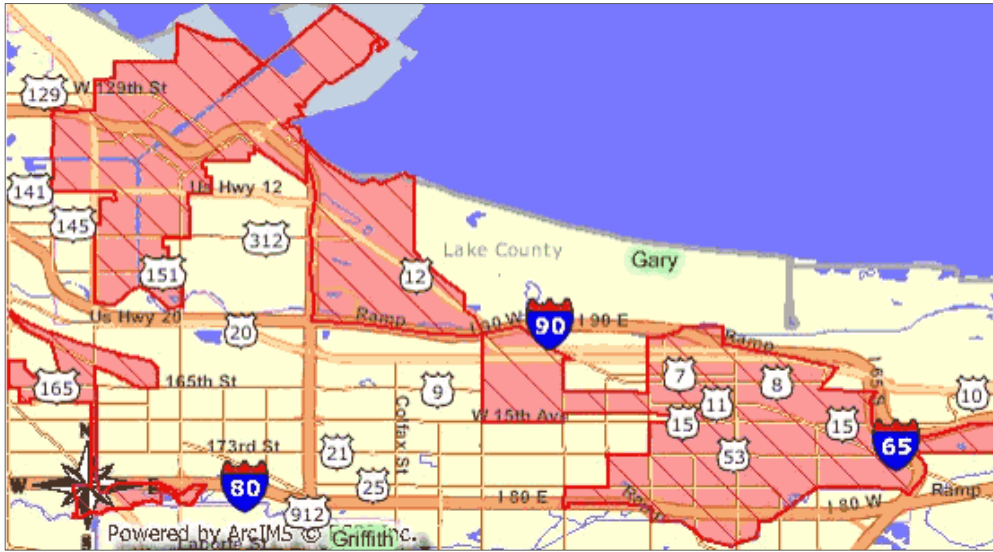 W 129th St
129
141
Us Hwy 12
145
312
Lake County
Gary
151
12
Us Hwy 20
Ramp
I 90 W
90
I 90 E
20
Ramp
I 65 S
165
165th St
9
7
8
10
11
Colfax St
W 15th Ave
15
15
N
173rd St
21
53
65
W
E
80
25
I 80 E
Ramp
I 80 W
Ramp
912
S
Powered by ArcIMS ©
inc.
Griffith